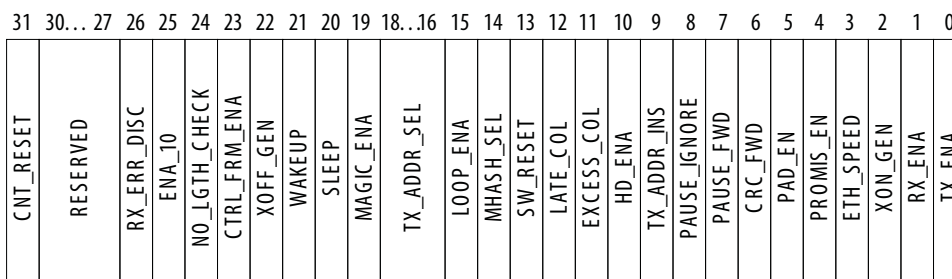 31 30... 27 26 25 24 23 22 21 20 19 18...16 15 14 13 12 11 10 9 8 7 6 5 4 3 2 1 0
CNT_RESET
RESERVED
RX_ERR_DISC
ENA_10
NO_LGTH_CHECK
CTRL_FRM_ENA
XOFF_GEN
WAKEUP
SLEEP
MAGIC_ENA
TX_ADDR_SEL
LOOP_ENA
MHASH_SEL
SW_RESET
LATE_COL
EXCESS_COL
HD_ENA
TX_ADDR_INS
PAUSE_IGNORE
PAUSE_FWD
CRC_FWD
PAD_EN
PROMIS_EN
ETH_SPEED
XON_GEN
RX_ENA
TX_ENA